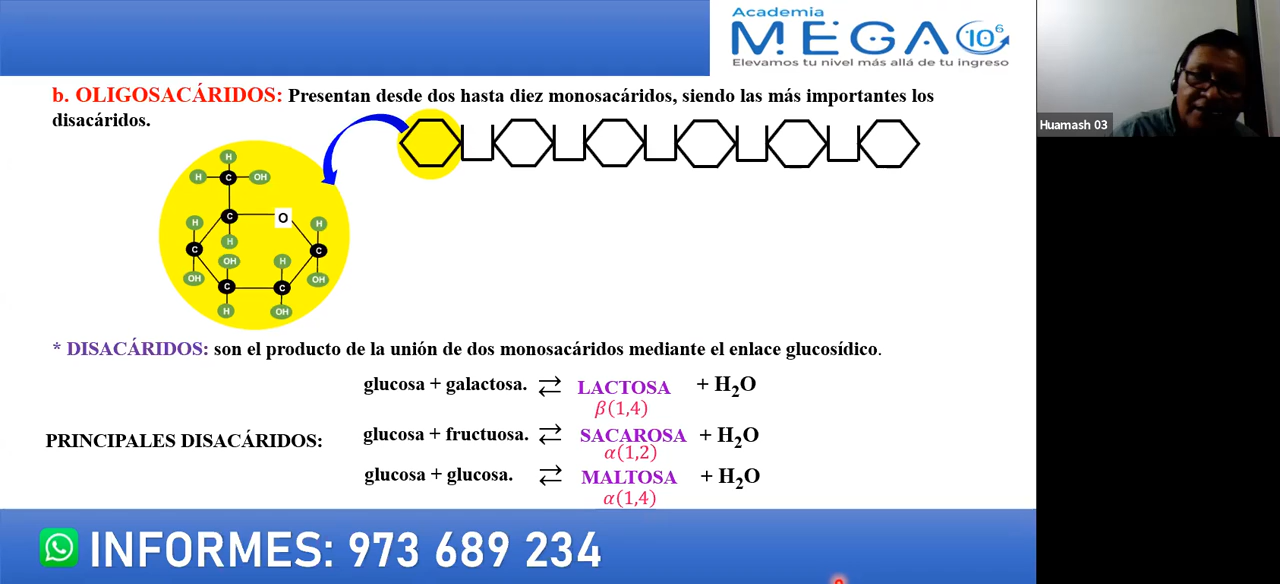 Academia
MEGA 10⁶
Elevamos tu nivel más allá de tu ingreso
Huamash 03
b. OLIGOSACÁRIDOS: Presentan desde dos hasta diez monosacáridos, siendo las más importantes los
disacáridos.
H
H C OH
C O
H H H
C C
OH OH H OH
C C
H OH
* DISACÁRIDOS: son el producto de la unión de dos monosacáridos mediante el enlace glucosídico.
glucosa + galactosa. ⇄ LACTOSA + H₂O
β(1,4)
PRINCIPALES DISACÁRIDOS:
glucosa + fructuosa. ⇄ SACAROSA + H₂O
α(1,2)
glucosa + glucosa. ⇄ MALTOSA + H₂O
α(1,4)
INFORMES: 973 689 234